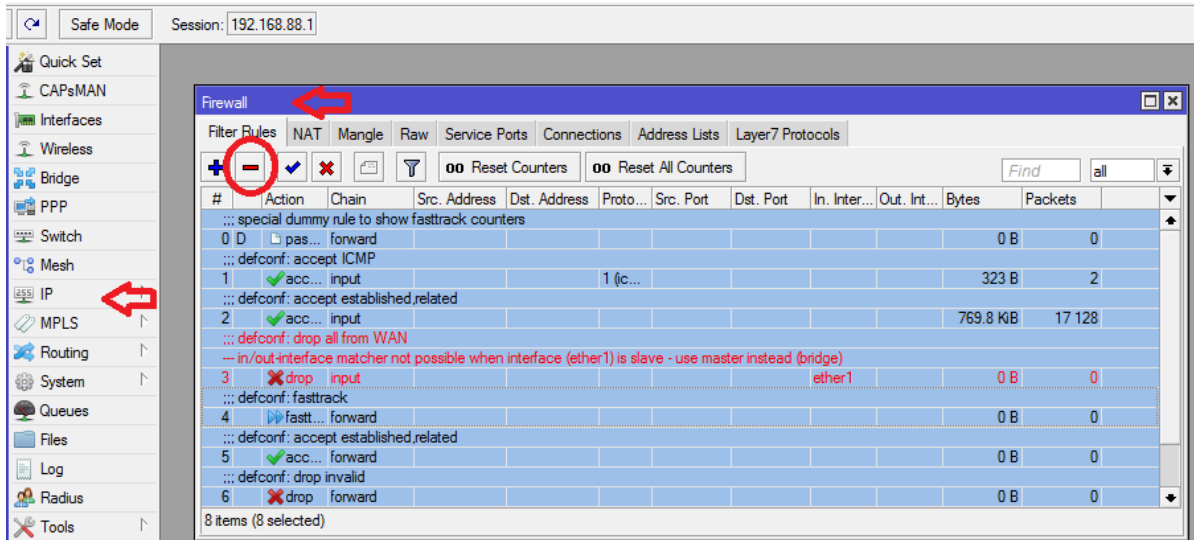 Safe Mode Session: 192.168.88.1
Quick Set
CAPsMAN
Interfaces
Wireless
Bridge
PPP
Switch
Mesh
255 IP
MPLS
Routing
System
Queues
Files
Log
Radius
Tools
Firewall
Filter Rules NAT Mangle Raw Service Ports Connections Address Lists Layer7 Protocols
00 Reset Counters 00 Reset All Counters Find all
# Action Chain Src. Address Dst. Address Proto... Src. Port Dst. Port In. Inter... Out. Int... Bytes Packets
;;; special dummy rule to show fasttrack counters
0 D pas... forward 0 B 0
;;; defconf: accept ICMP
1 acc... input 1 (ic... 323 B 2
;;; defconf: accept established,related
2 acc... input 769.8 KiB 17 128
;;; defconf: drop all from WAN
--- in/out-interface matcher not possible when interface (ether1) is slave - use master instead (bridge)
3 drop input ether1 0 B 0
;;; defconf: fasttrack
4 fastt... forward 0 B 0
;;; defconf: accept established,related
5 acc... forward 0 B 0
;;; defconf: drop invalid
6 drop forward 0 B 0
8 items (8 selected)